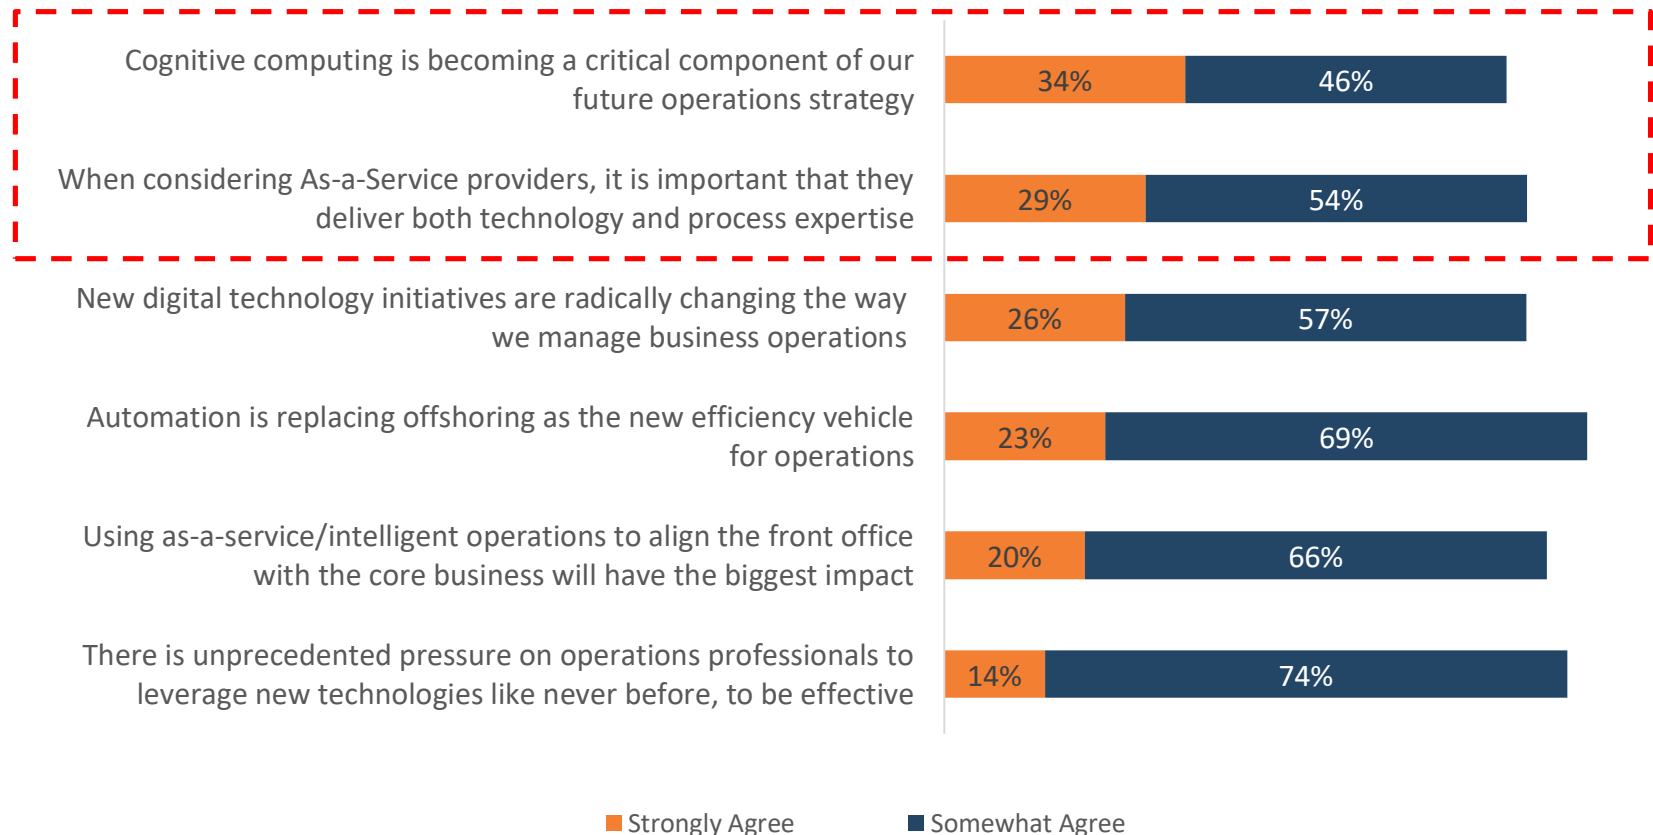 Cognitive computing is becoming a critical component of our
future operations strategy
34%
46%
When considering As-a-Service providers, it is important that they
deliver both technology and process expertise
29%
54%
New digital technology initiatives are radically changing the way
we manage business operations
26%
57%
Automation is replacing offshoring as the new efficiency vehicle
for operations
23%
69%
Using as-a-service/intelligent operations to align the front office
with the core business will have the biggest impact
20%
66%
There is unprecedented pressure on operations professionals to
leverage new technologies like never before, to be effective
14%
74%
Strongly Agree
Somewhat Agree